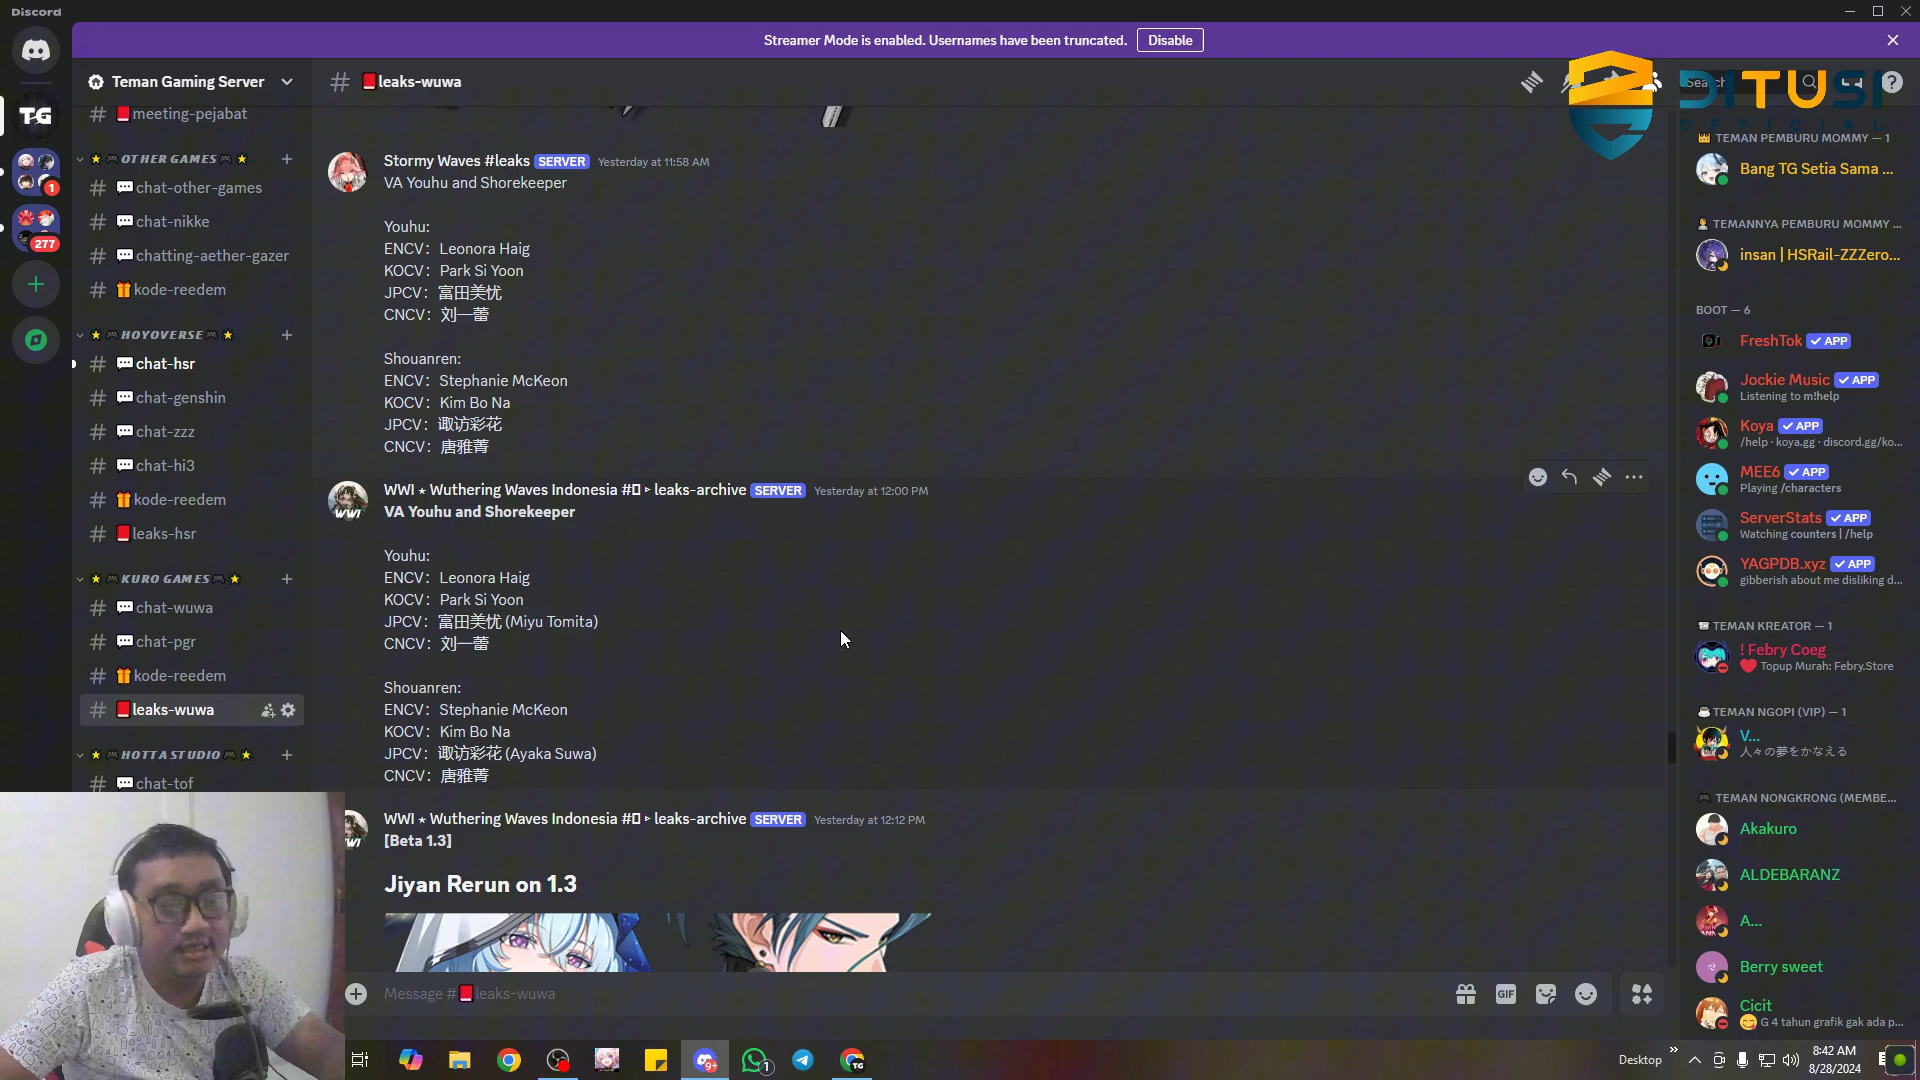 Discord
Streamer Mode is enabled. Usernames have been truncated.
Disable
Teman Gaming Server
leaks-wuwa
Search
DITUSI
OFFICIAL
TG
1
277
meeting-pejabat
OTHER GAMES
chat-other-games
chat-nikke
chatting-aether-gazer
kode-reedem
HOYOVERSE
chat-hsr
chat-genshin
chat-zzz
chat-hi3
kode-reedem
leaks-hsr
KURO GAMES
chat-wuwa
chat-pgr
kode-reedem
leaks-wuwa
HOTTA STUDIO
chat-tof
Stormy Waves #leaks SERVER Yesterday at 11:58 AM
VA Youhu and Shorekeeper
Youhu:
ENCV：Leonora Haig
KOCV：Park Si Yoon
JPCV：富田美忧
CNCV：刘一蕾
Shouanren:
ENCV：Stephanie McKeon
KOCV：Kim Bo Na
JPCV：诹访彩花
CNCV：唐雅菁
WWI ⋆ Wuthering Waves Indonesia #▯ ▸ leaks-archive SERVER Yesterday at 12:00 PM
VA Youhu and Shorekeeper
Youhu:
ENCV：Leonora Haig
KOCV：Park Si Yoon
JPCV：富田美忧 (Miyu Tomita)
CNCV：刘一蕾
Shouanren:
ENCV：Stephanie McKeon
KOCV：Kim Bo Na
JPCV：诹访彩花 (Ayaka Suwa)
CNCV：唐雅菁
WWI ⋆ Wuthering Waves Indonesia #▯ ▸ leaks-archive SERVER Yesterday at 12:12 PM
[Beta 1.3]
Jiyan Rerun on 1.3
Message # leaks-wuwa
GIF
TEMAN PEMBURU MOMMY — 1
Bang TG Setia Sama ...
TEMANNYA PEMBURU MOMMY ...
insan | HSRail-ZZZero...
BOOT — 6
FreshTok APP
Jockie Music APP
Listening to m!help
Koya APP
/help · koya.gg · discord.gg/ko...
MEE6 APP
Playing /characters
ServerStats APP
Watching counters | /help
YAGPDB.xyz APP
gibberish about me disliking d...
TEMAN KREATOR — 1
! Febry Coeg
Topup Murah: Febry.Store
TEMAN NGOPI (VIP) — 1
V...
人々の夢をかなえる
TEMAN NONGKRONG (MEMBE...
Akakuro
ALDEBARANZ
A...
Berry sweet
Cicit
G 4 tahun grafik gak ada p...
9+
1
TG
Desktop
8:42 AM
8/28/2024